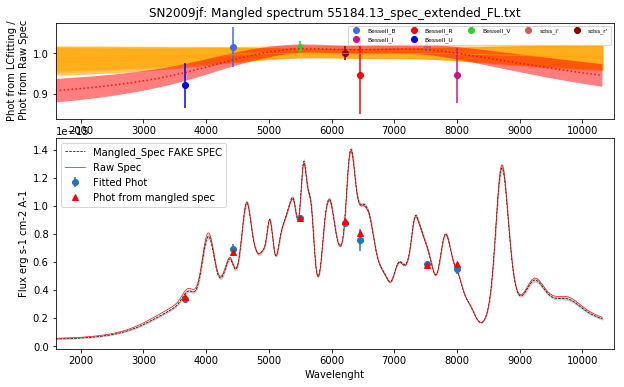 SN2009jf: Mangled spectrum 55184.13_spec_extended_FL.txt
Phot from LCfitting /
Phot from Raw Spec
1.0
0.9
Bessell_B
Bessell_I
Bessell_R
Bessell_U
Bessell_V
sdss_i'
sdss_r'
2000 3000 4000 5000 6000 7000 8000 9000 10000
Flux erg s-1 cm-2 A-1
1.4
1.2
1.0
0.8
0.6
0.4
0.2
0.0
Mangled_Spec FAKE SPEC
Raw Spec
Fitted Phot
Phot from mangled spec
2000 3000 4000 5000 6000 7000 8000 9000 10000
Wavelenght